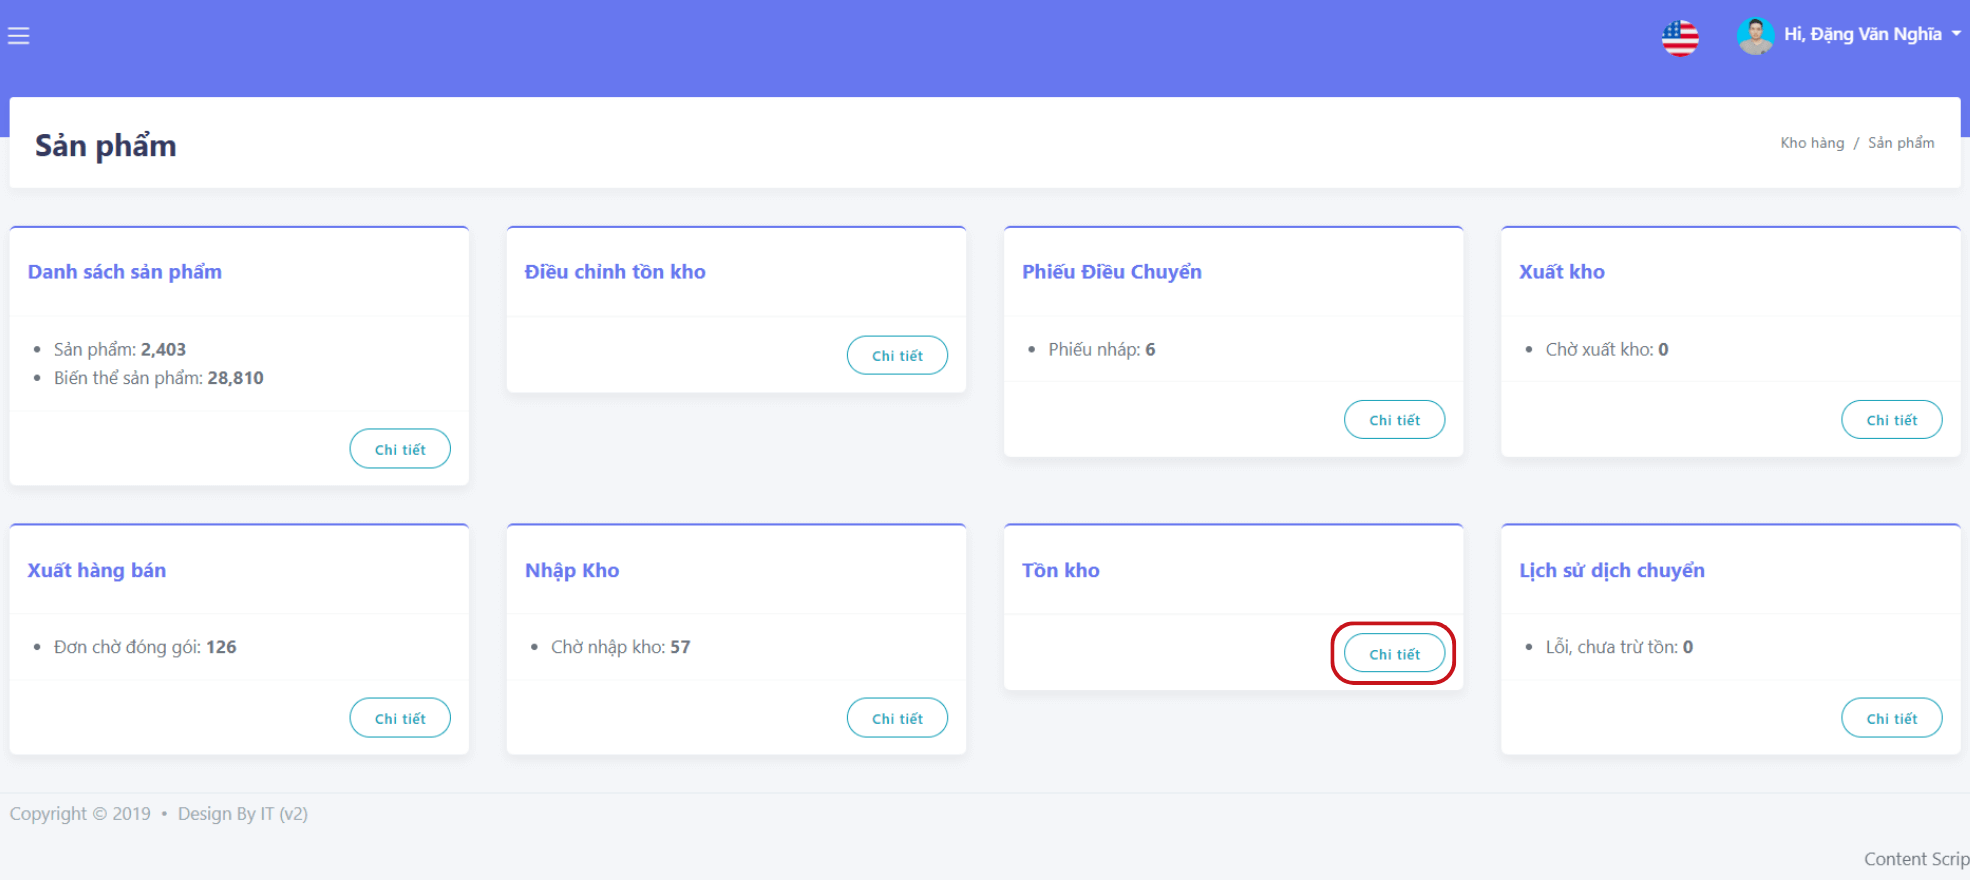 Hi, Đặng Văn Nghĩa
Sản phẩm
Kho hàng / Sản phẩm
Danh sách sản phẩm
Sản phẩm: 2,403
Biến thể sản phẩm: 28,810
Chi tiết
Điều chỉnh tồn kho
Chi tiết
Phiếu Điều Chuyển
Phiếu nháp: 6
Chi tiết
Xuất kho
Chờ xuất kho: 0
Chi tiết
Xuất hàng bán
Đơn chờ đóng gói: 126
Chi tiết
Nhập Kho
Chờ nhập kho: 57
Chi tiết
Tồn kho
Chi tiết
Lịch sử dịch chuyển
Lỗi, chưa trừ tồn: 0
Chi tiết
Copyright © 2019 • Design By IT (v2)
Content Scrip